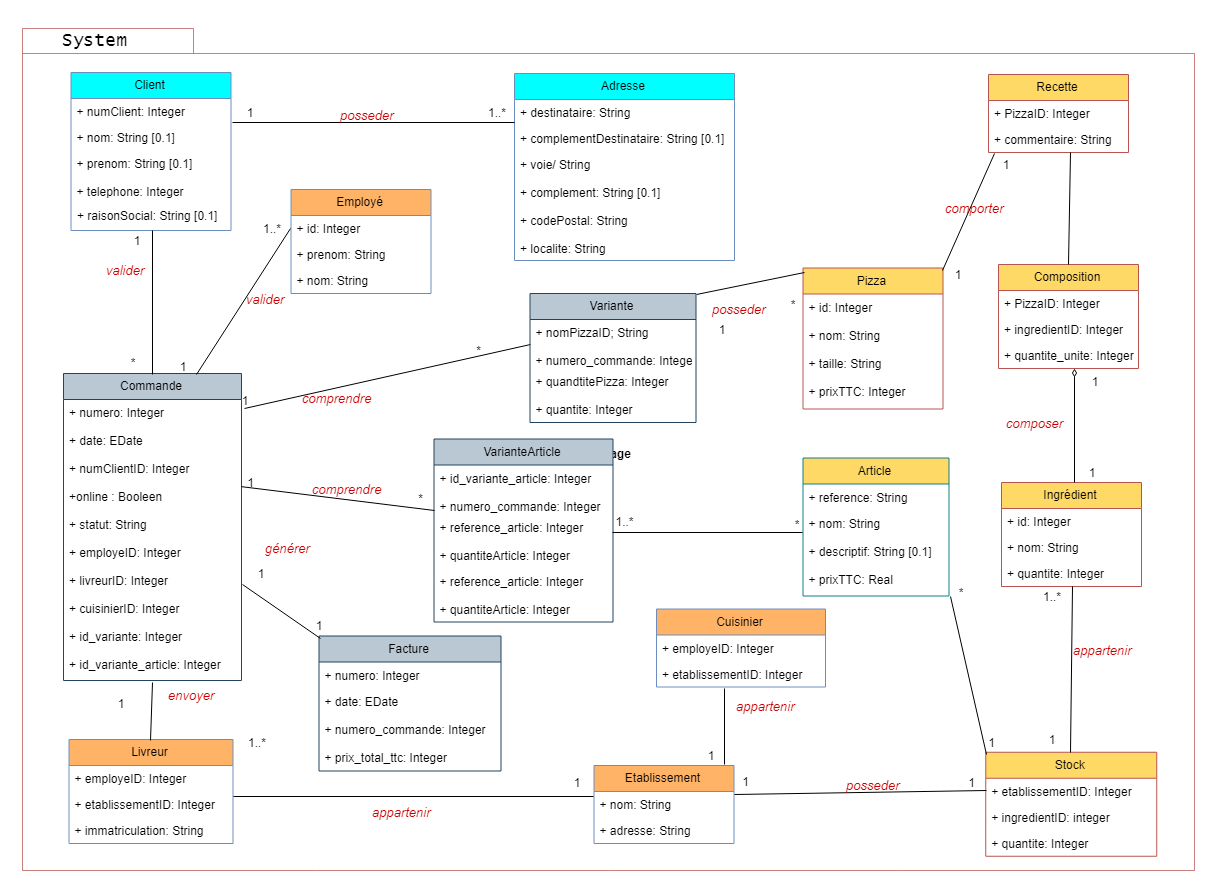 System
Client
+ numClient: Integer
+ nom: String [0.1]
+ prenom: String [0.1]
+ telephone: Integer
+ raisonSocial: String [0.1]
1
posseder
1..*
Adresse
+ destinataire: String
+ complementDestinataire: String [0.1]
+ voie/ String
+ complement: String [0.1]
+ codePostal: String
+ localite: String
Recette
+ PizzaID: Integer
+ commentaire: String
1
comporter
1
Employé
+ id: Integer
+ prenom: String
+ nom: String
1..*
valider
1
1
valider
*
Pizza
+ id: Integer
+ nom: String
+ taille: String
+ prixTTC: Integer
Composition
+ PizzaID: Integer
+ ingredientID: Integer
+ quantite_unite: Integer
1
composer
1
Variante
+ nomPizzaID; String
+ numero_commande: Intege
+ quandtitePizza: Integer
+ quantite: Integer
posseder
*
1
Commande
+ numero: Integer
+ date: EDate
+ numClientID: Integer
+online : Booleen
+ statut: String
+ employeID: Integer
+ livreurID: Integer
+ cuisinierID: Integer
+ id_variante: Integer
+ id_variante_article: Integer
1
comprendre
*
1
comprendre
*
VarianteArticle
age
+ id_variante_article: Integer
+ numero_commande: Integer
+ reference_article: Integer
+ quantiteArticle: Integer
+ reference_article: Integer
+ quantiteArticle: Integer
1..*
*
Article
+ reference: String
+ nom: String
+ descriptif: String [0.1]
+ prixTTC: Real
*
Ingrédient
+ id: Integer
+ nom: String
+ quantite: Integer
1..*
appartenir
1
1
générer
1
1
Facture
+ numero: Integer
+ date: EDate
+ numero_commande: Integer
+ prix_total_ttc: Integer
Cuisinier
+ employeID: Integer
+ etablissementID: Integer
appartenir
1
envoyer
1
1..*
Livreur
+ employeID: Integer
+ etablissementID: Integer
+ immatriculation: String
appartenir
1
Etablissement
+ nom: String
+ adresse: String
1
posseder
1
Stock
+ etablissementID: Integer
+ ingredientID: integer
+ quantite: Integer